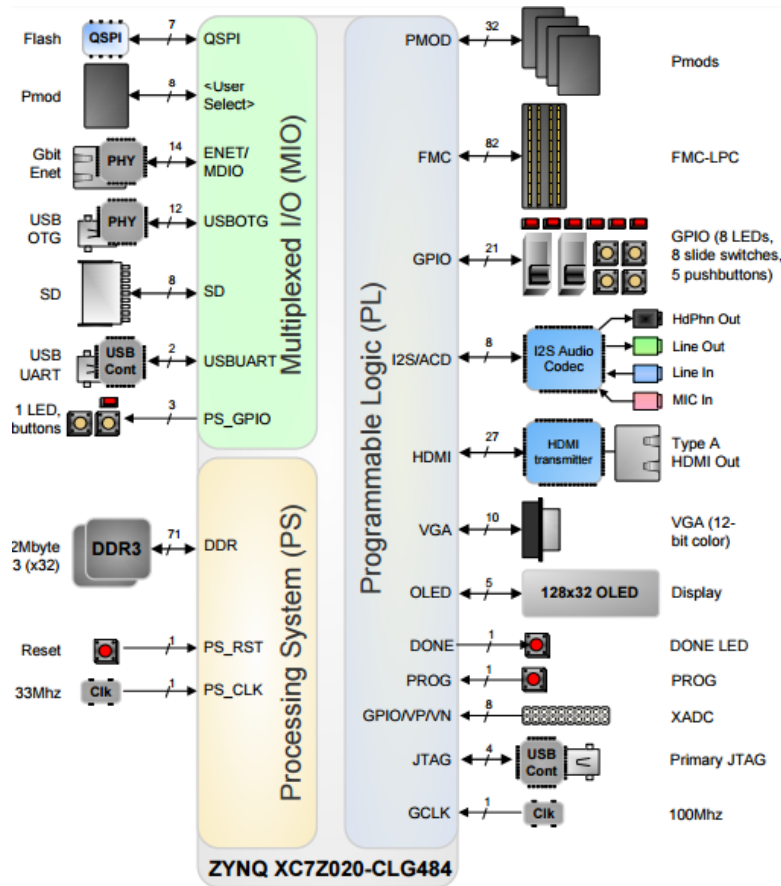 Flash
QSPI
7
QSPI
Pmod
8
<User
Select>
Gbit
Enet
PHY
14
ENET/
MDIO
USB
OTG
PHY
12
USBOTG
SD
8
SD
USB
UART
USB
Cont
2
USBUART
1 LED,
buttons
3
PS_GPIO
Multiplexed I/O (MIO)
2Mbyte
3 (x32)
DDR3
71
DDR
Reset
1
PS_RST
33Mhz
Clk
1
PS_CLK
Processing System (PS)
Programmable Logic (PL)
PMOD
32
Pmods
FMC
82
FMC-LPC
GPIO
21
GPIO (8 LEDs,
8 slide switches,
5 pushbuttons)
I2S/ACD
8
I2S Audio
Codec
HdPhn Out
Line Out
Line In
MIC In
HDMI
27
HDMI
transmitter
Type A
HDMI Out
VGA
10
VGA (12-
bit color)
OLED
5
128x32 OLED
Display
DONE
1
DONE LED
PROG
1
PROG
GPIO/VP/VN
8
XADC
JTAG
4
USB
Cont
Primary JTAG
GCLK
1
Clk
100Mhz
ZYNQ XC7Z020-CLG484